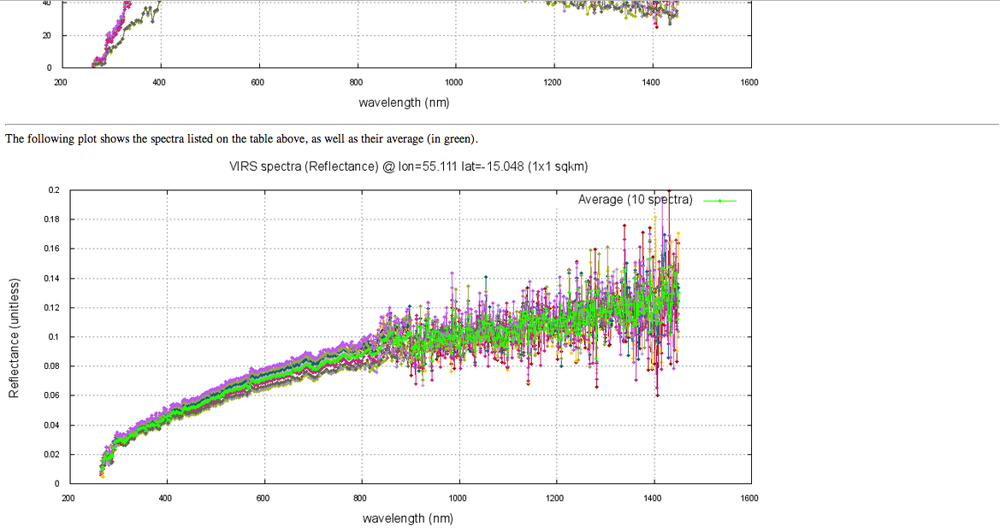 40
20
0
200 400 600 800 1000 1200 1400 1600
wavelength (nm)
The following plot shows the spectra listed on the table above, as well as their average (in green).
VIRS spectra (Reflectance) @ lon=55.111 lat=-15.048 (1x1 sqkm)
Average (10 spectra)
0.2
0.18
0.16
0.14
0.12
0.1
0.08
0.06
0.04
0.02
0
Reflectance (unitless)
200 400 600 800 1000 1200 1400 1600
wavelength (nm)